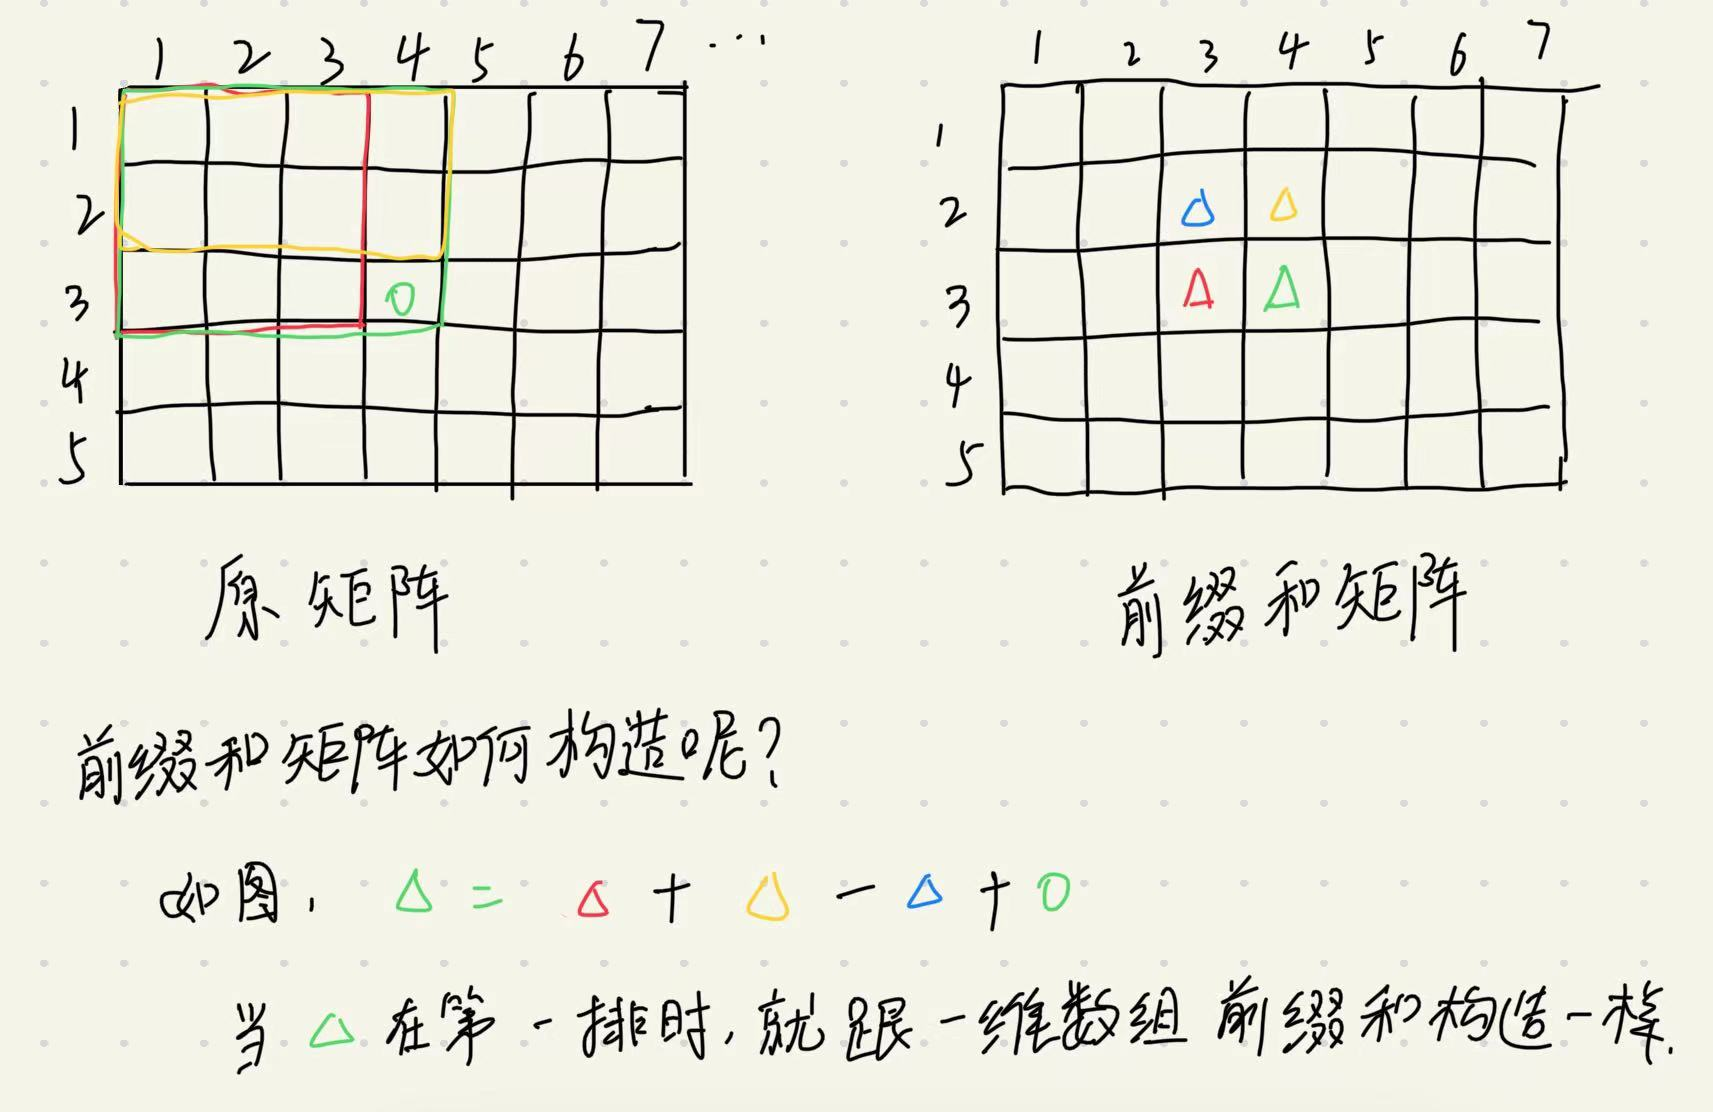 1 2 3 4 5 6 7 ...
1
2
3 0
4
5
原矩阵
1 2 3 4 5 6 7
1
2 △ △
3 △ △
4
5
前缀和矩阵
前缀和矩阵如何构造呢?
如图, △ = △ + △ - △ + 0
当 △ 在第一排时, 就跟一维数组前缀和构造一样.